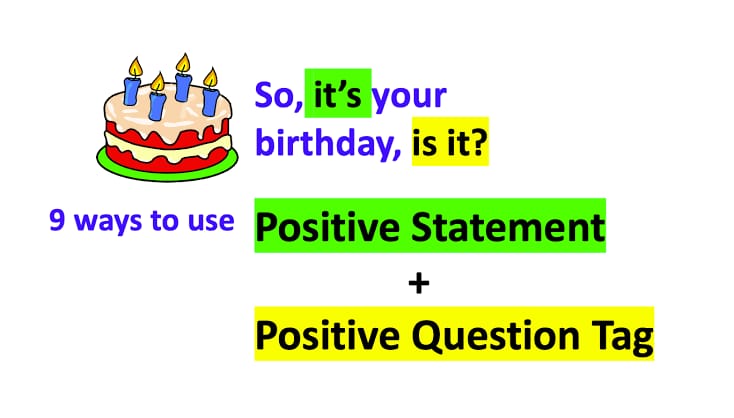 So, it’s your
birthday, is it?
9 ways to use
Positive Statement
+
Positive Question Tag